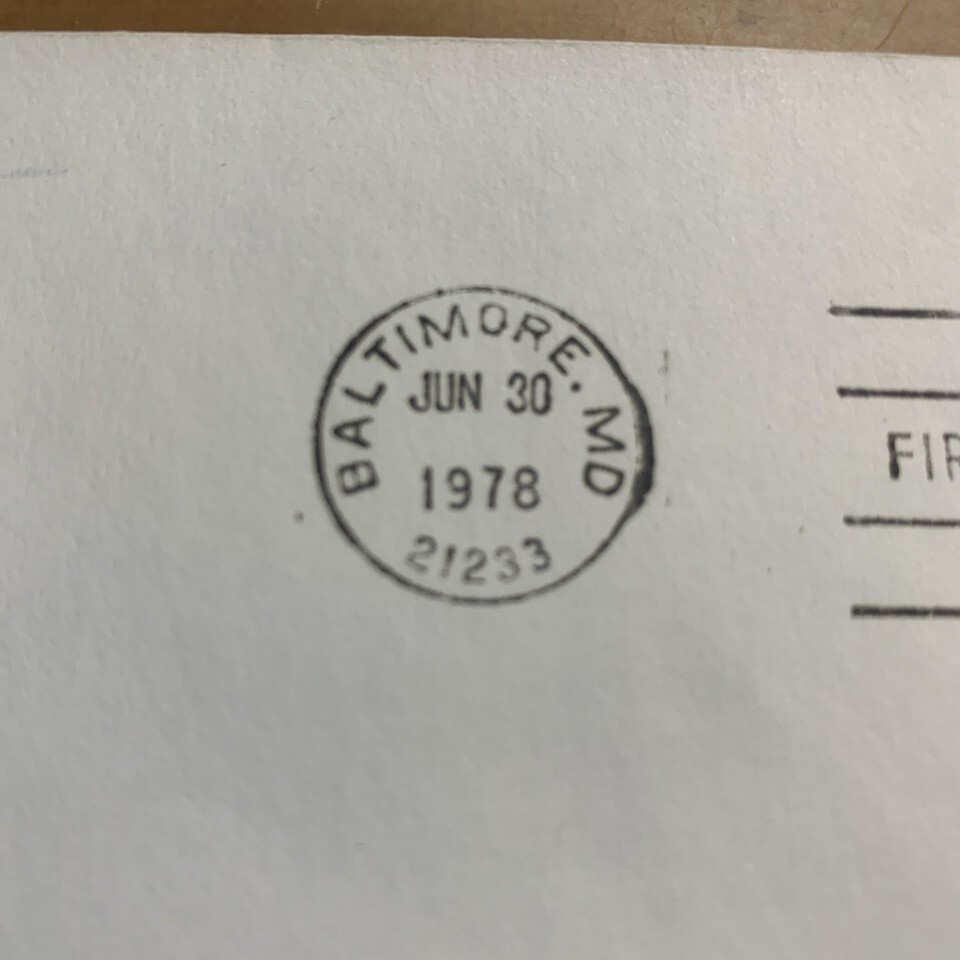 BALTIMORE. MD
JUN 30
1978
21233
FIR